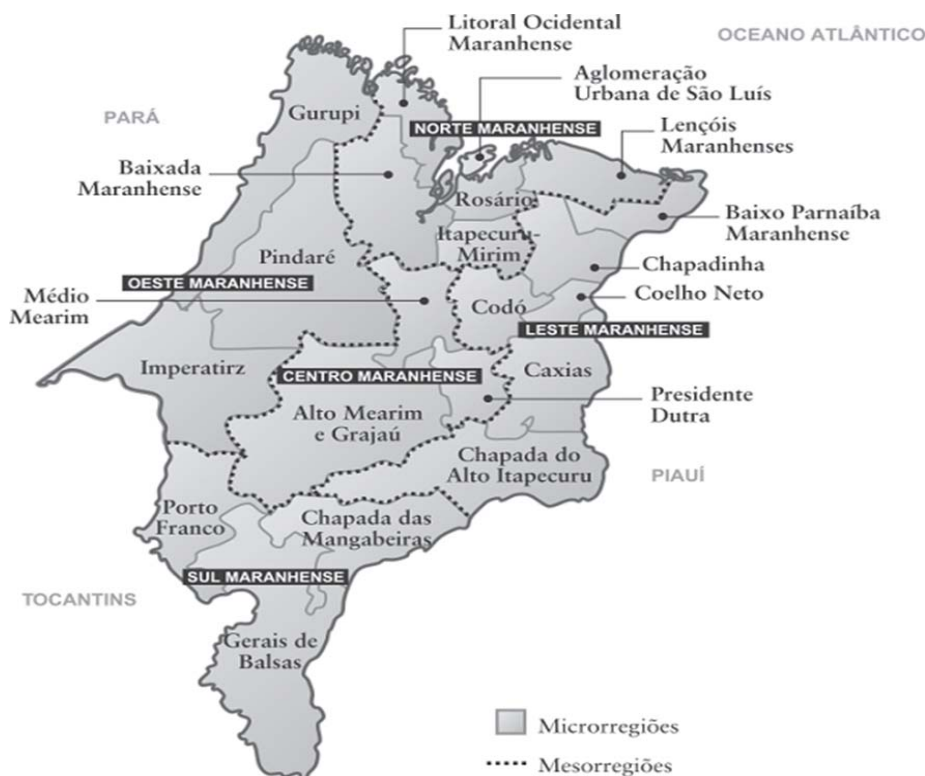 Litoral Ocidental
Maranhense
OCEANO ATLÂNTICO
Aglomeração
Urbana de São Luís
PARÁ
Gurupi
NORTE MARANHENSE
Lençóis
Maranhenses
Baixada
Maranhense
Rosário
Baixo Parnaíba
Maranhense
Itapecuru-
Mirim
Pindaré
Chapadinha
OESTE MARANHENSE
Médio
Mearim
Codó
Coelho Neto
LESTE MARANHENSE
Imperatirz
CENTRO MARANHENSE
Caxias
Presidente
Dutra
Alto Mearim
e Grajaú
Chapada do
Alto Itapecuru
PIAUÍ
Porto
Franco
Chapada das
Mangabeiras
SUL MARANHENSE
TOCANTINS
Gerais de
Balsas
Microrregiões
Mesorregiões